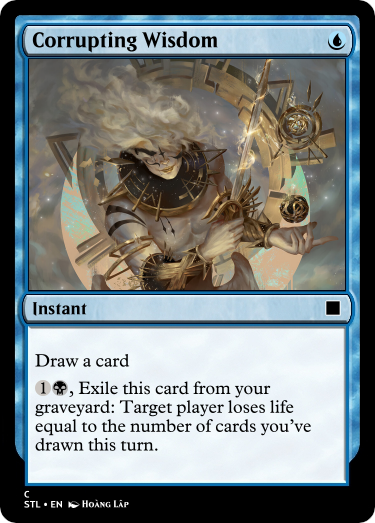 Corrupting Wisdom
Instant
Draw a card
1, Exile this card from your
graveyard: Target player loses life
equal to the number of cards you've
drawn this turn.
C
STL • EN Hoàng Lập